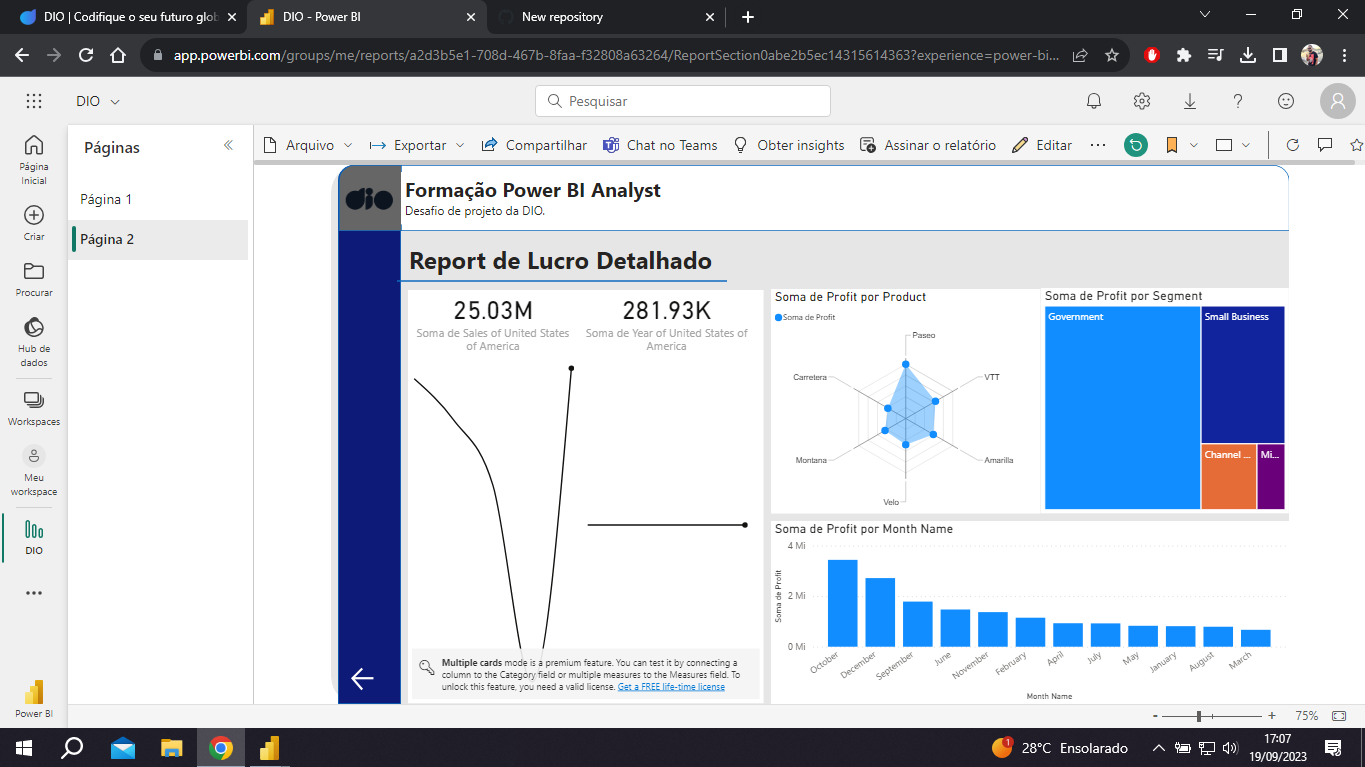 DIO | Codifique o seu futuro glob
DIO - Power BI
New repository
app.powerbi.com/groups/me/reports/a2d3b5e1-708d-467b-8faa-f32808a63264/ReportSection0abe2b5ec14315614363?experience=power-bi...
DIO
Pesquisar
Página
Inicial
Criar
Procurar
Hub de
dados
Workspaces
Meu
workspace
DIO
Power BI
Páginas
Página 1
Página 2
Arquivo
Exportar
Compartilhar
Chat no Teams
Obter insights
Assinar o relatório
Editar
dio
Formação Power BI Analyst
Desafio de projeto da DIO.
Report de Lucro Detalhado
25.03M
Soma de Sales of United States
of America
281.93K
Soma de Year of United States of
America
Multiple cards mode is a premium feature. You can test it by connecting a
column to the Category field or multiple measures to the Measures field. To
unlock this feature, you need a valid license. Get a FREE life-time license
Soma de Profit por Product
Soma de Profit
Paseo
VTT
Amarilla
Velo
Montana
Carretera
Soma de Profit por Segment
Government
Small Business
Channel ...
Mi...
Soma de Profit por Month Name
Soma de Profit
4 Mi
2 Mi
0 Mi
October
December
September
June
November
February
April
July
May
January
August
March
Month Name
- + 75%
1
28°C Ensolarado
17:07
19/09/2023